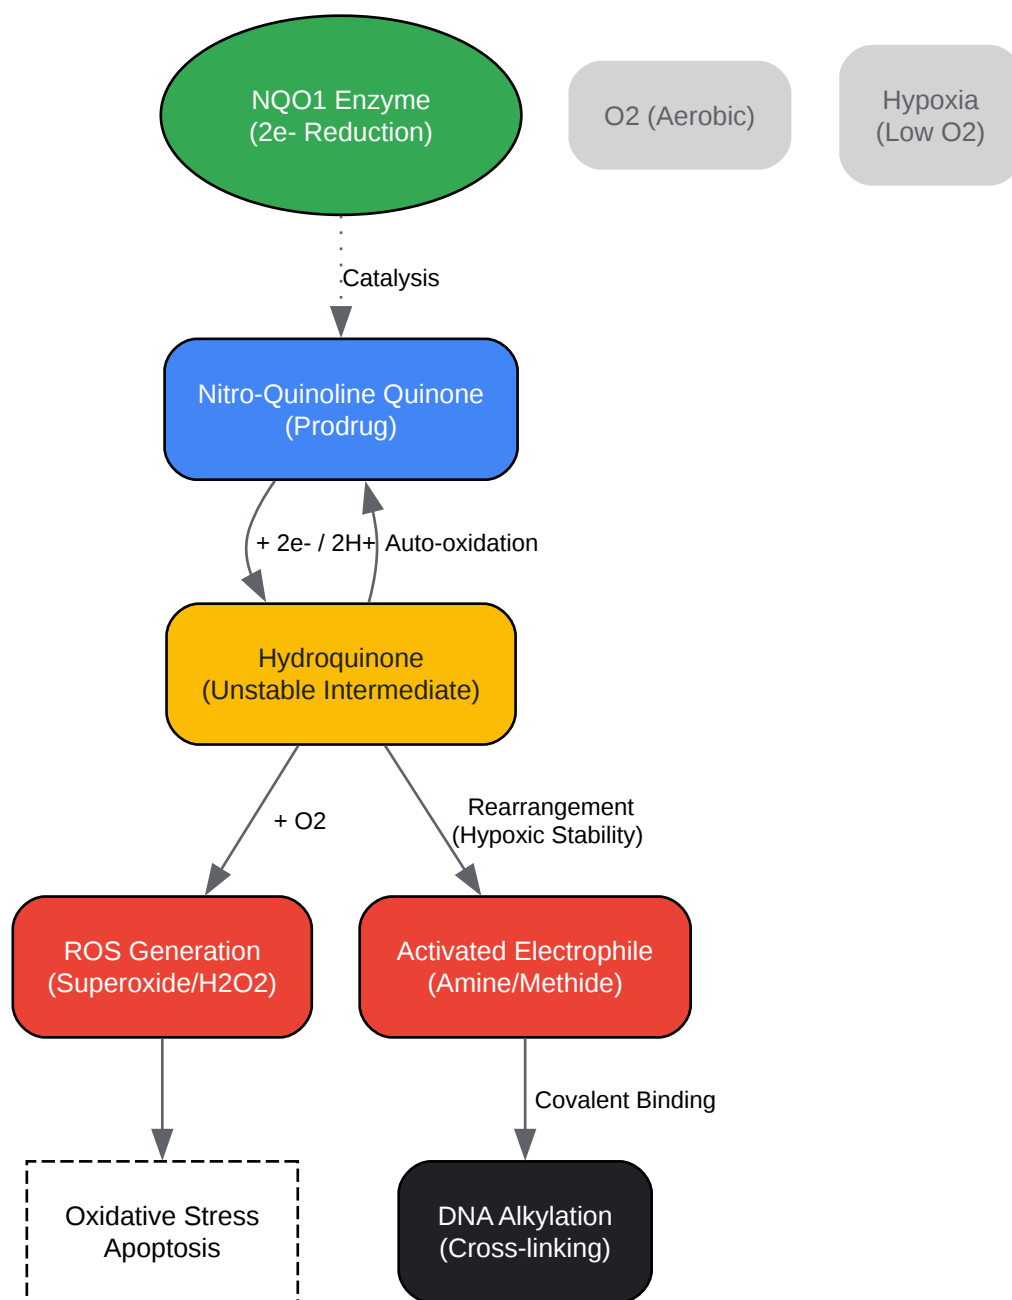 NQO1 Enzyme
(2e- Reduction)
O2 (Aerobic)
Hypoxia
(Low O2)
Catalysis
Nitro-Quinoline Quinone
(Prodrug)
+ 2e- / 2H+
Auto-oxidation
Hydroquinone
(Unstable Intermediate)
+ O2
Rearrangement
(Hypoxic Stability)
ROS Generation
(Superoxide/H2O2)
Activated Electrophile
(Amine/Methide)
Covalent Binding
Oxidative Stress
Apoptosis
DNA Alkylation
(Cross-linking)